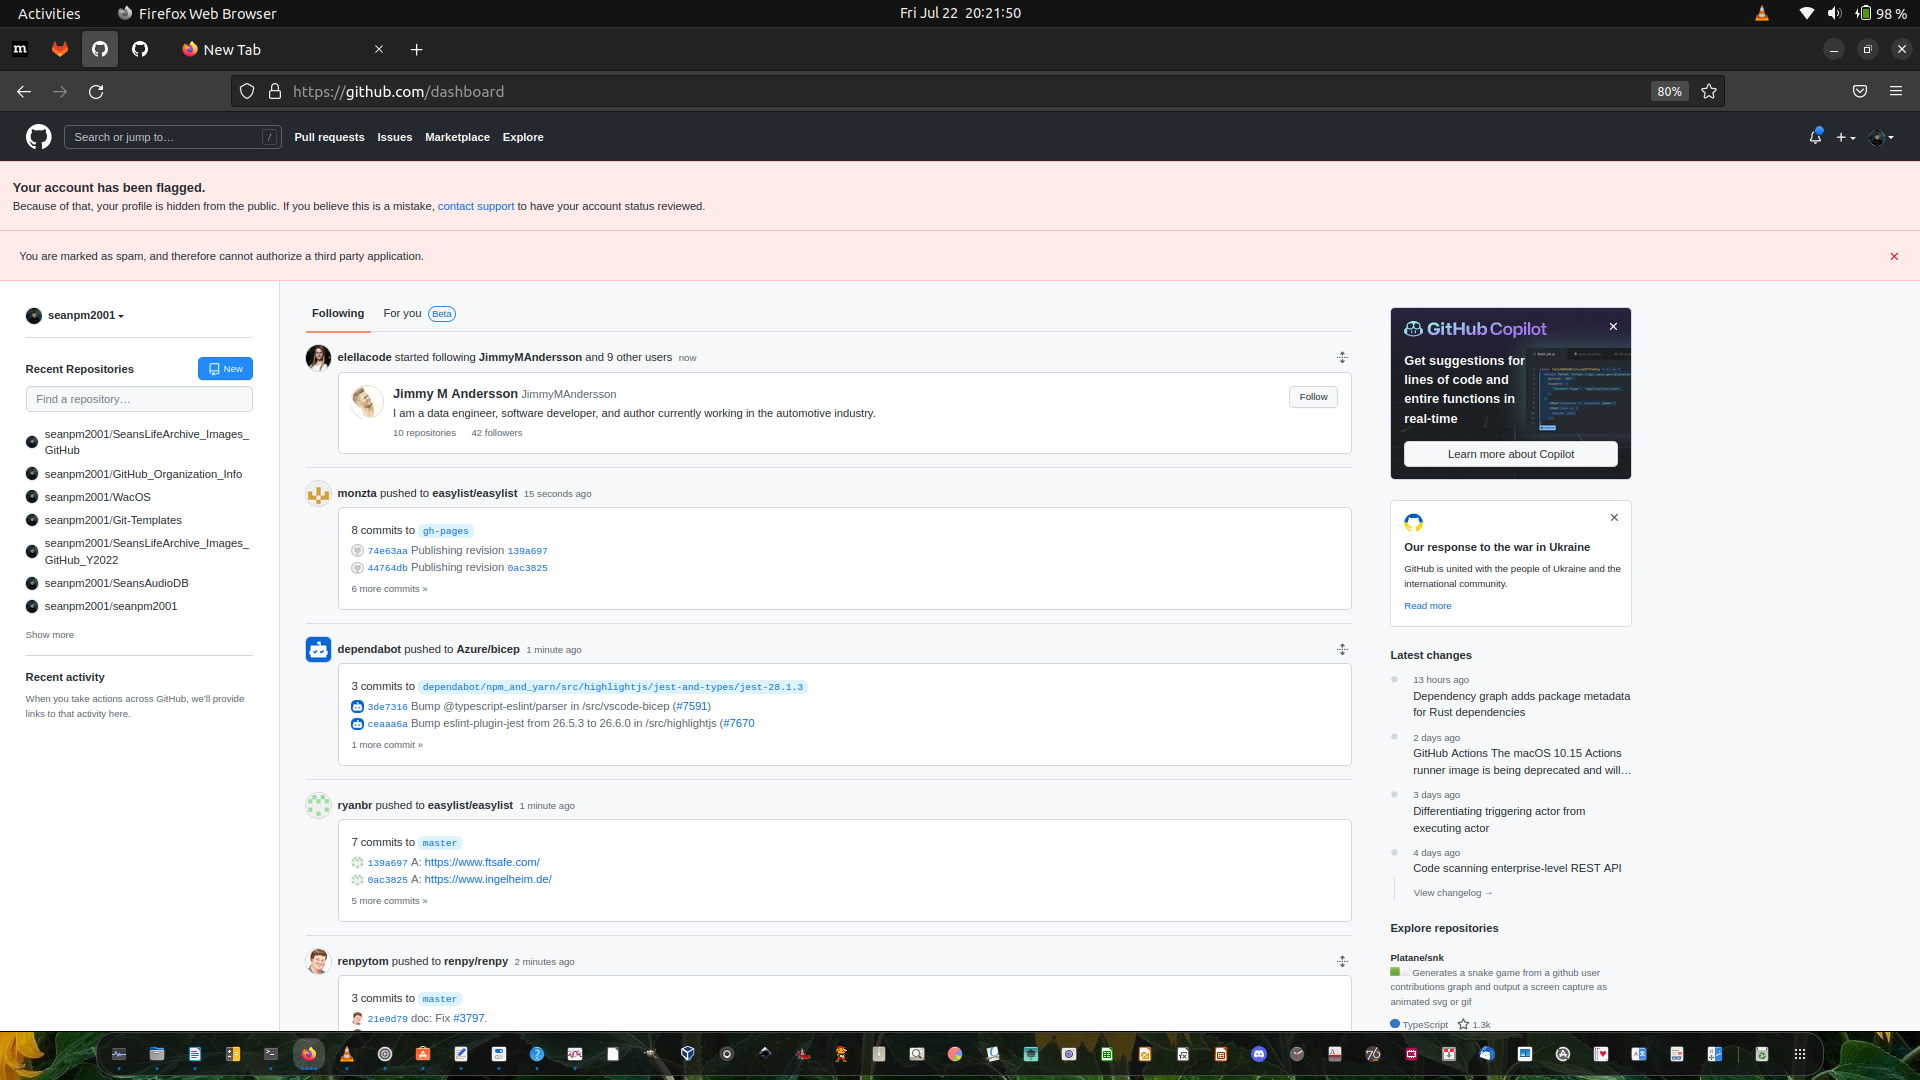 Activities
Firefox Web Browser
Fri Jul 22  20:21:50
98 %
m
New Tab
https://github.com/dashboard
80%
Search or jump to…
/
Pull requests
Issues
Marketplace
Explore
Your account has been flagged.
Because of that, your profile is hidden from the public. If you believe this is a mistake, contact support to have your account status reviewed.
You are marked as spam, and therefore cannot authorize a third party application.
seanpm2001
Recent Repositories
New
Find a repository…
seanpm2001/SeansLifeArchive_Images_
GitHub
seanpm2001/GitHub_Organization_Info
seanpm2001/WacOS
seanpm2001/Git-Templates
seanpm2001/SeansLifeArchive_Images_
GitHub_Y2022
seanpm2001/SeansAudioDB
seanpm2001/seanpm2001
Show more
Recent activity
When you take actions across GitHub, we'll provide
links to that activity here.
Following
For you
Beta
elellacode started following JimmyMAndersson and 9 other users now
Jimmy M Andersson JimmyMAndersson
I am a data engineer, software developer, and author currently working in the automotive industry.
10 repositories
42 followers
Follow
monzta pushed to easylist/easylist 15 seconds ago
8 commits to gh-pages
74e63aa Publishing revision 139a697
44764db Publishing revision 0ac3825
6 more commits »
dependabot pushed to Azure/bicep 1 minute ago
3 commits to dependabot/npm_and_yarn/src/highlightjs/jest-and-types/jest-28.1.3
3de7316 Bump @typescript-eslint/parser in /src/vscode-bicep (#7591)
ceaaa6a Bump eslint-plugin-jest from 26.5.3 to 26.6.0 in /src/highlightjs (#7670
1 more commit »
ryanbr pushed to easylist/easylist 1 minute ago
7 commits to master
139a697 A: https://www.ftsafe.com/
0ac3825 A: https://www.ingelheim.de/
5 more commits »
renpytom pushed to renpy/renpy 2 minutes ago
3 commits to master
21e0d79 doc: Fix #3797.
GitHub Copilot
Get suggestions for
lines of code and
entire functions in
real-time
Learn more about Copilot
Our response to the war in Ukraine
GitHub is united with the people of Ukraine and the
international community.
Read more
Latest changes
13 hours ago
Dependency graph adds package metadata
for Rust dependencies
2 days ago
GitHub Actions The macOS 10.15 Actions
runner image is being deprecated and will…
3 days ago
Differentiating triggering actor from
executing actor
4 days ago
Code scanning enterprise-level REST API
View changelog →
Explore repositories
Platane/snk
Generates a snake game from a github user
contributions graph and output a screen capture as
animated svg or gif
TypeScript
1.3k